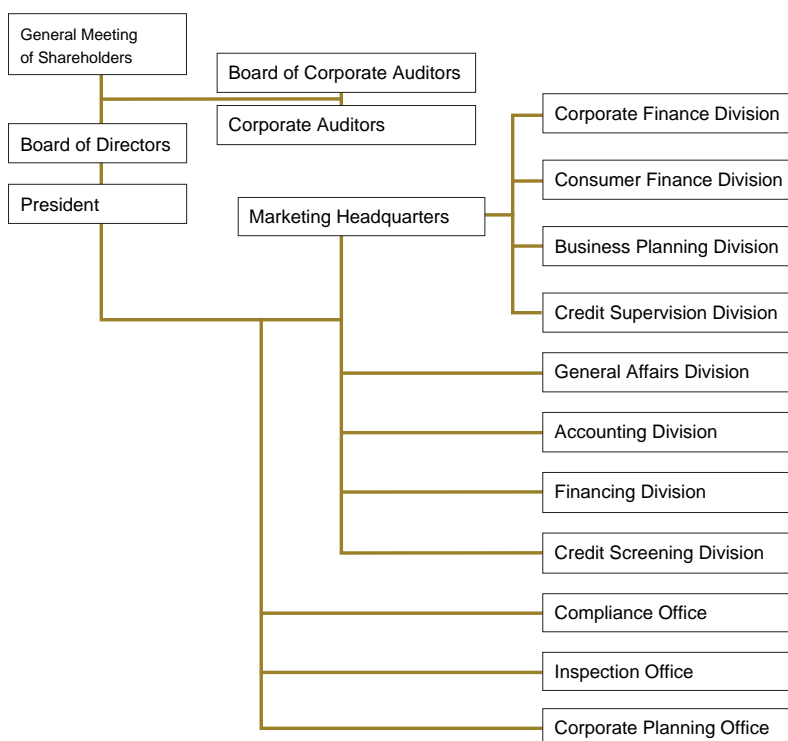 General Meeting
of Shareholders
Board of Corporate Auditors
Corporate Auditors
Board of Directors
President
Marketing Headquarters
Corporate Finance Division
Consumer Finance Division
Business Planning Division
Credit Supervision Division
General Affairs Division
Accounting Division
Financing Division
Credit Screening Division
Compliance Office
Inspection Office
Corporate Planning Office